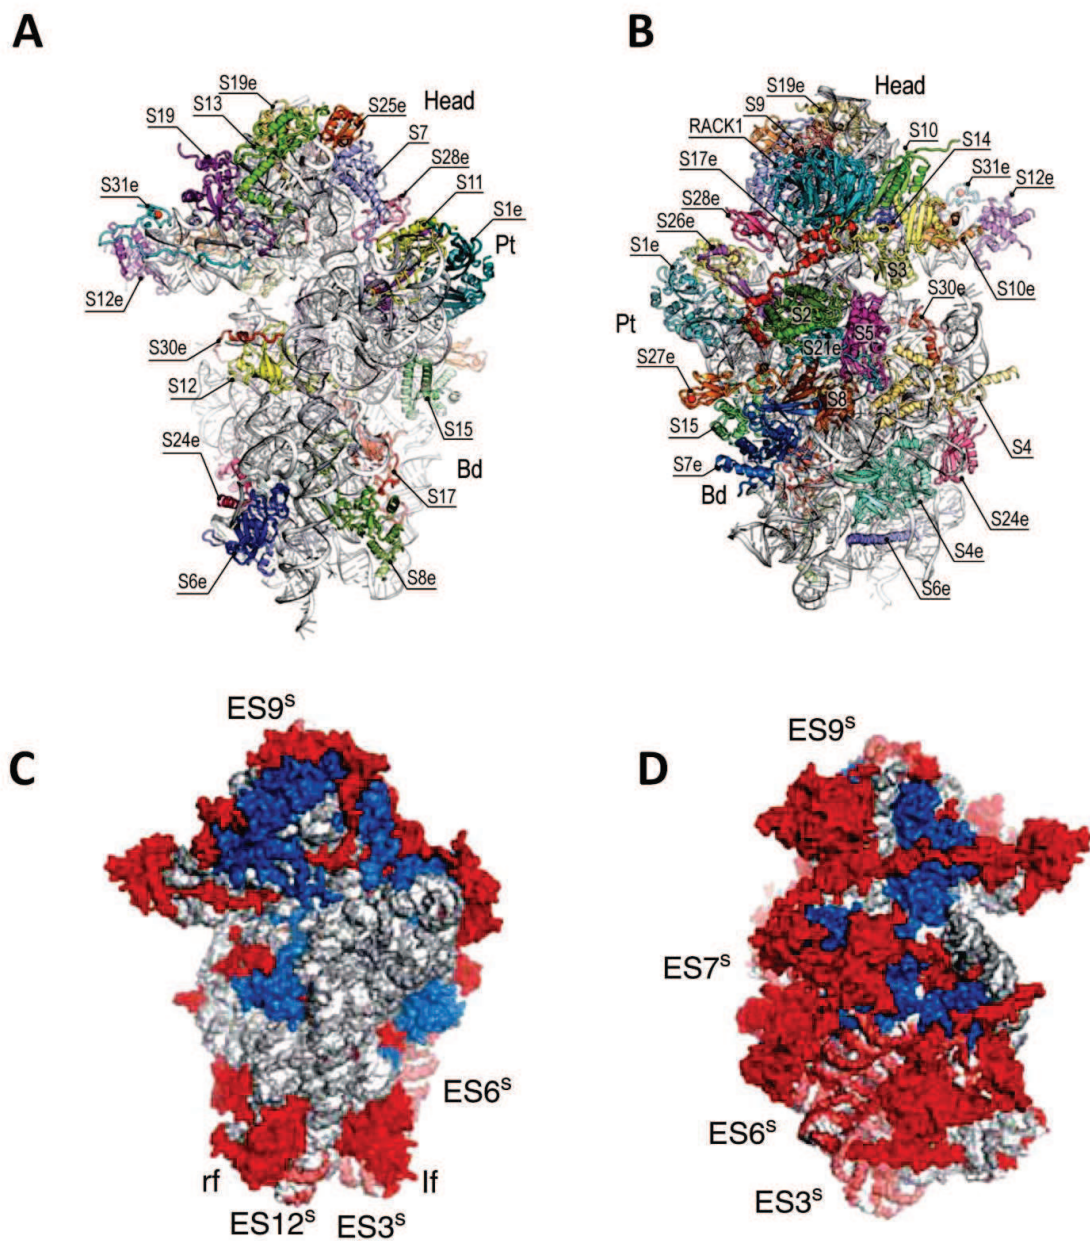 A
S19e
Head
S13
S25e
S19
S7
S28e
S31e
S11
S1e
Pt
S12e
S30e
S12
S15
S24e
Bd
S17
S6e
S8e
B
S19e
Head
S9
S10
RACK1
S14
S17e
S31e
S12e
S28e
S26e
S1e
S3
S10e
S30e
Pt
S2
S5
S21e
S27e
S8
S15
S4
S7e
Bd
S24e
S4e
S6e
C
ES9ˢ
ES6ˢ
rf
lf
ES12ˢ
ES3ˢ
D
ES9ˢ
ES7ˢ
ES6ˢ
ES3ˢ